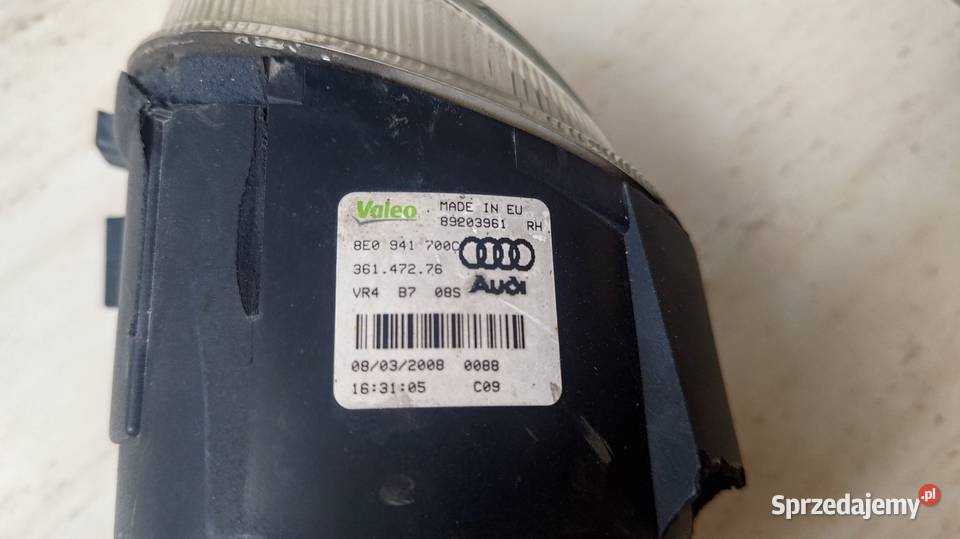 Valeo MADE IN EU
89203961 RH
8E0 941 700C
361.472.76
Audi
VR4 B7 08S
08/03/2008 0088
16:31:05 C09
Sprzedajemy.pl